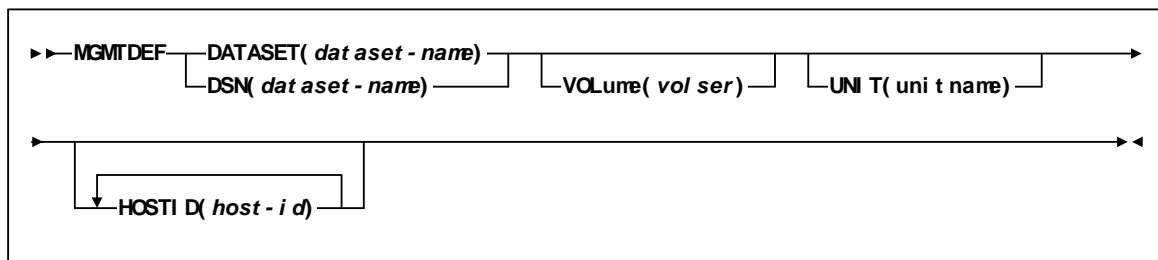 MGMTDEF DATASET(dataset-name)
DSN(dataset-name) VOLume(volser) UNIT(unitname)
HOSTID(host-id)